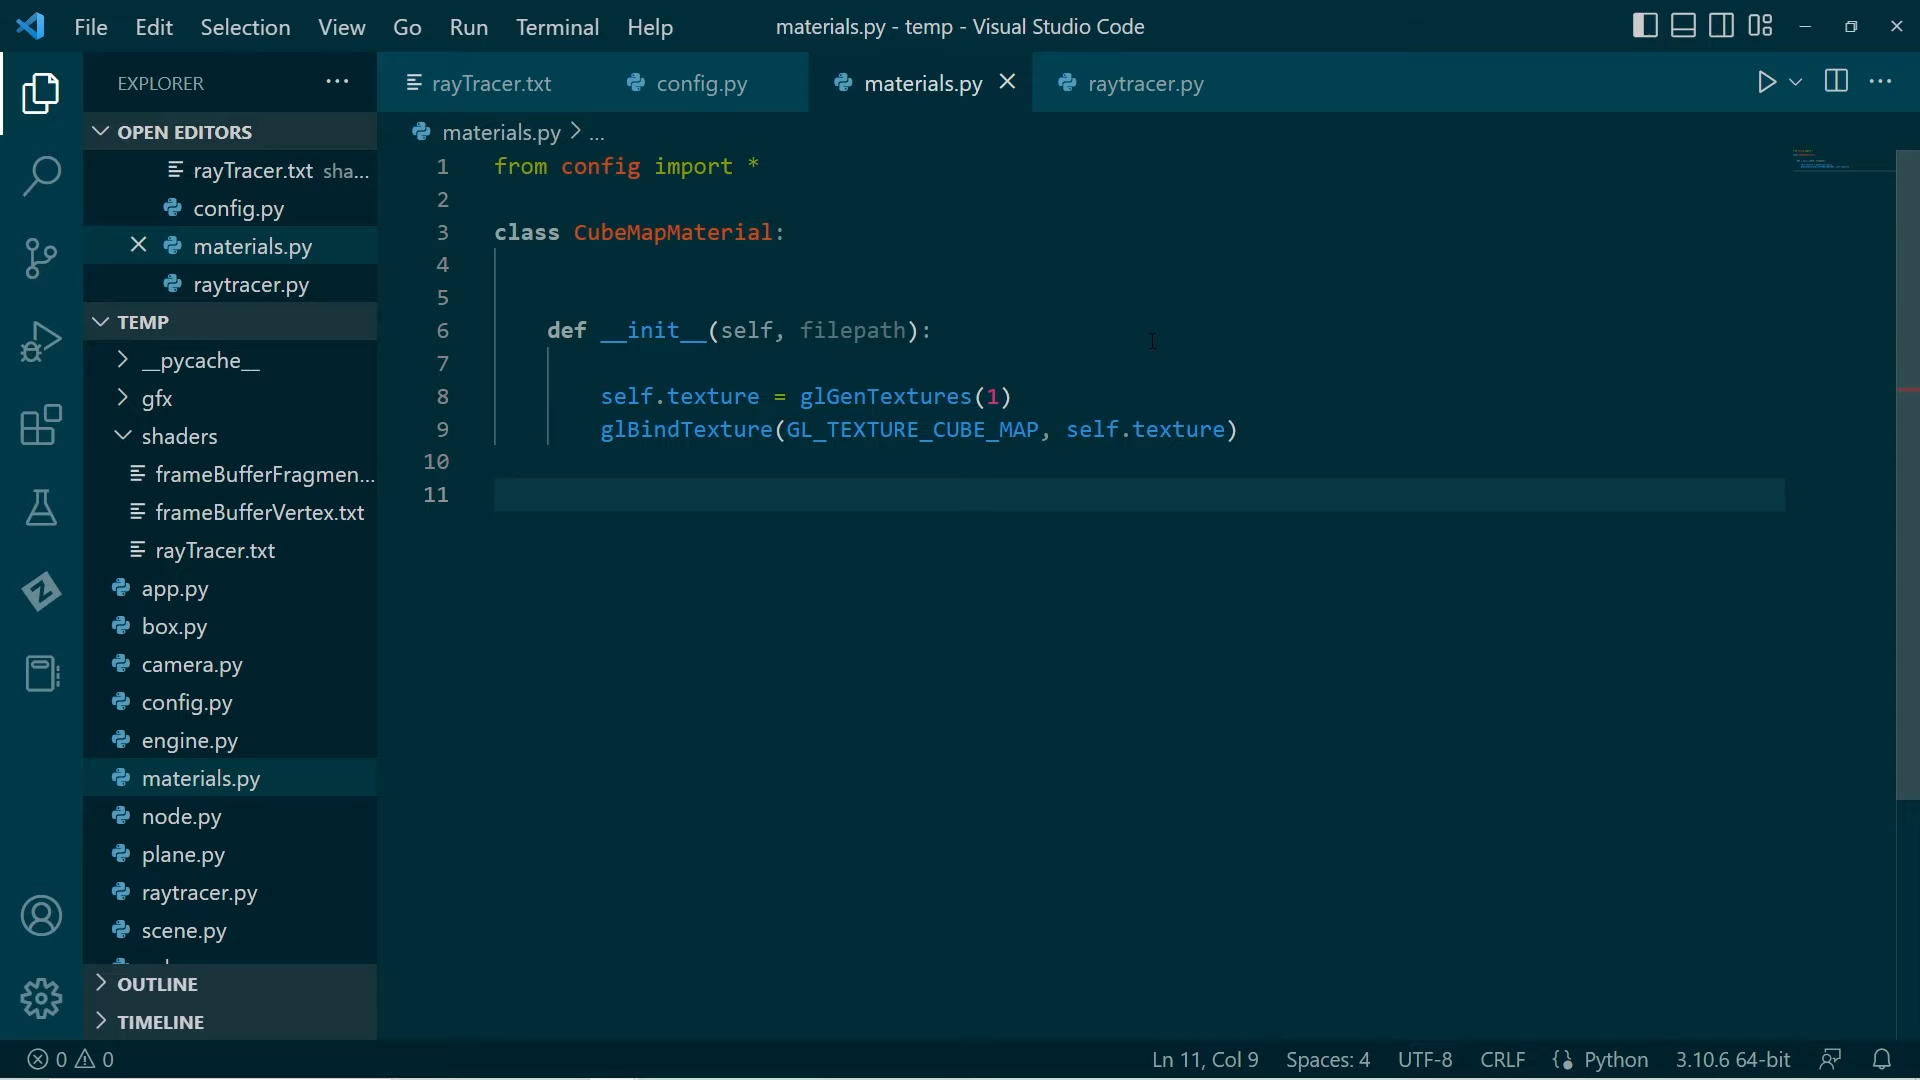 File Edit Selection View Go Run Terminal Help materials.py - temp - Visual Studio Code
EXPLORER
rayTracer.txt config.py materials.py raytracer.py
OPEN EDITORS
rayTracer.txt sha...
config.py
materials.py
raytracer.py
TEMP
__pycache__
gfx
shaders
frameBufferFragmen...
frameBufferVertex.txt
rayTracer.txt
app.py
box.py
camera.py
config.py
engine.py
materials.py
node.py
plane.py
raytracer.py
scene.py
OUTLINE
TIMELINE
materials.py > ...
1 from config import *
2
3 class CubeMapMaterial:
4
5
6 def __init__(self, filepath):
7
8 self.texture = glGenTextures(1)
9 glBindTexture(GL_TEXTURE_CUBE_MAP, self.texture)
10
11
0 0 Ln 11, Col 9 Spaces: 4 UTF-8 CRLF Python 3.10.6 64-bit